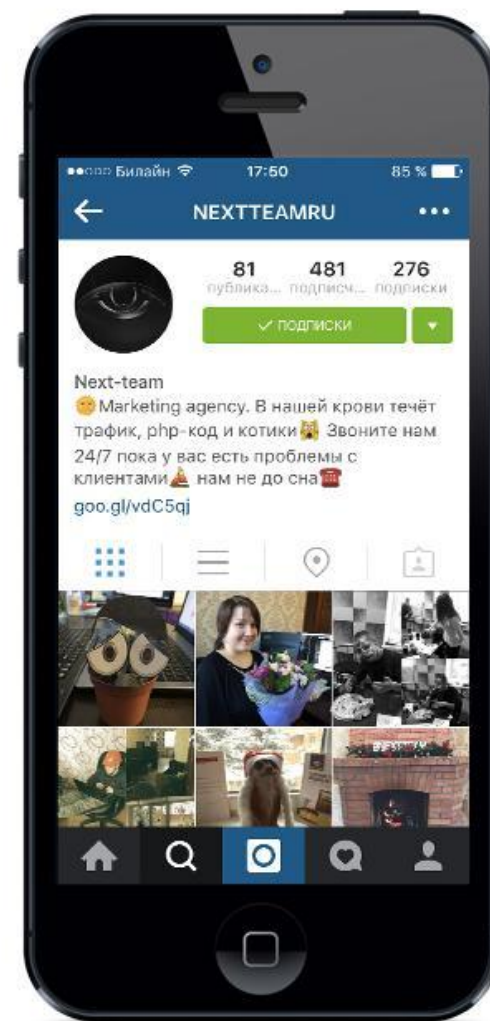 Билайн 17:50 85 %
NEXTTEAMRU
81 481 276
публика... подписч... подписки
ПОДПИСКИ
Next-team
Marketing agency. В нашей крови течёт
трафик, php-код и котики Звоните нам
24/7 пока у вас есть проблемы с
клиентами нам не до сна
goo.gl/vdC5qj